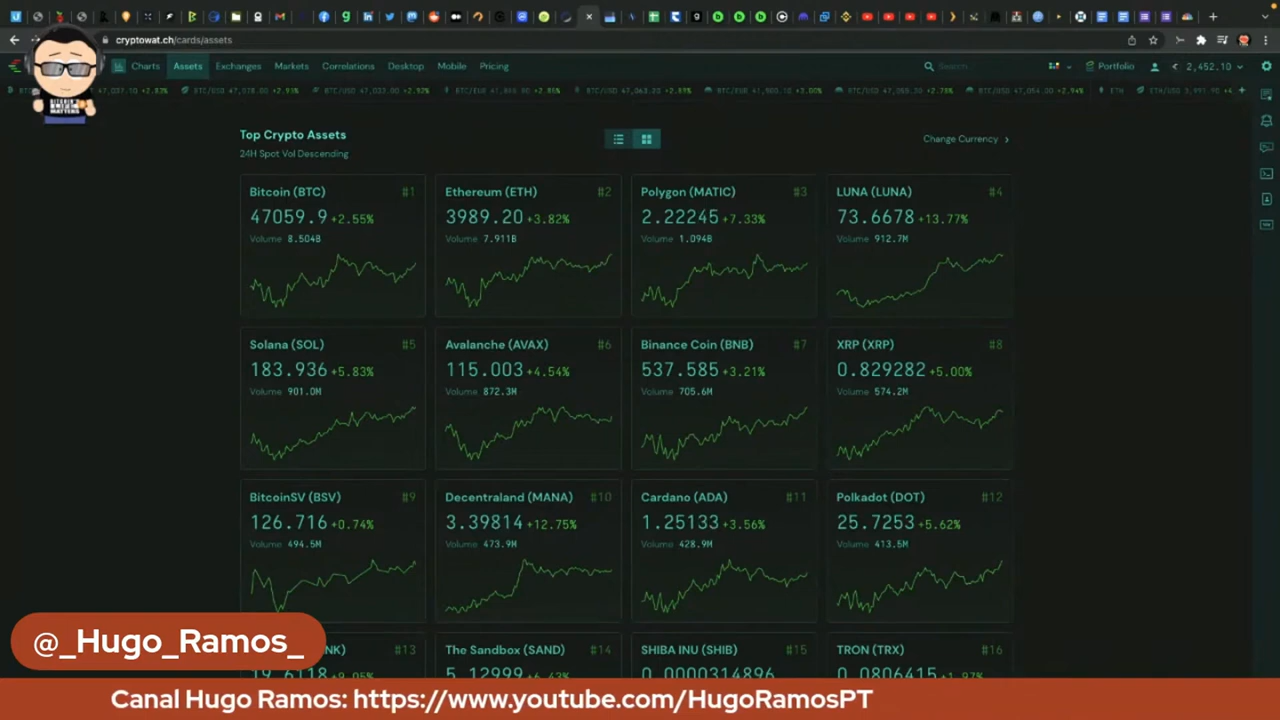 cryptowat.ch/cards/assets
Charts Assets Exchanges Markets Correlations Desktop Mobile Pricing Search Portfolio 2,452.10
Top Crypto Assets
24H Spot Vol Descending
Change Currency
Bitcoin (BTC) #1
47059.9 +2.55%
Volume 8.504B
Ethereum (ETH) #2
3989.20 +3.82%
Volume 7.911B
Polygon (MATIC) #3
2.22245 +7.33%
Volume 1.094B
LUNA (LUNA) #4
73.6678 +13.77%
Volume 912.7M
Solana (SOL) #5
183.936 +5.83%
Volume 901.0M
Avalanche (AVAX) #6
115.003 +4.54%
Volume 872.3M
Binance Coin (BNB) #7
537.585 +3.21%
Volume 705.6M
XRP (XRP) #8
0.829282 +5.00%
Volume 574.2M
BitcoinSV (BSV) #9
126.716 +0.74%
Volume 494.5M
Decentraland (MANA) #10
3.39814 +12.75%
Volume 473.9M
Cardano (ADA) #11
1.25133 +3.56%
Volume 428.9M
Polkadot (DOT) #12
25.7253 +5.62%
Volume 413.5M
#13
The Sandbox (SAND) #14
5.12999
SHIBA INU (SHIB) #15
0.0000314896
TRON (TRX) #16
0.0806415
@_Hugo_Ramos_
Canal Hugo Ramos: https://www.youtube.com/HugoRamosPT